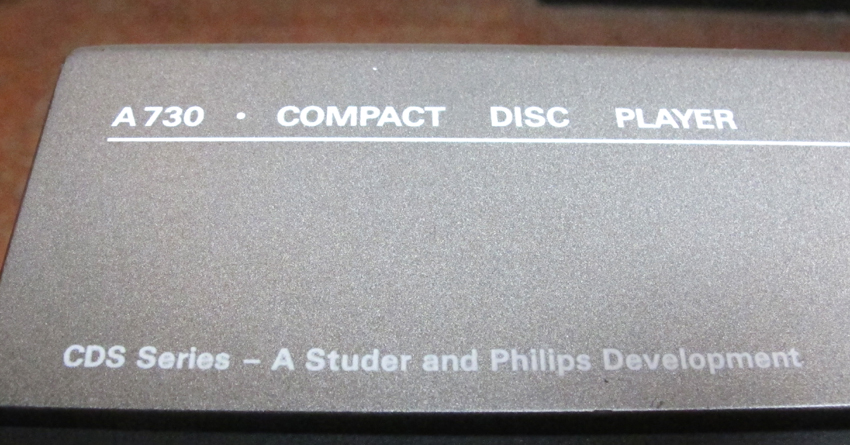 A730 · COMPACT DISC PLAYER
CDS Series – A Studer and Philips Development